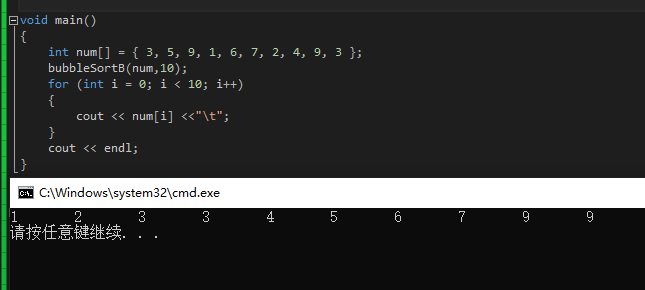 void main()
{
int num[] = { 3, 5, 9, 1, 6, 7, 2, 4, 9, 3 };
bubbleSortB(num,10);
for (int i = 0; i < 10; i++)
{
cout << num[i] <<"\t";
}
cout << endl;
}
C:\Windows\system32\cmd.exe
1 2 3 3 4 5 6 7 9 9
请按任意键继续. . .